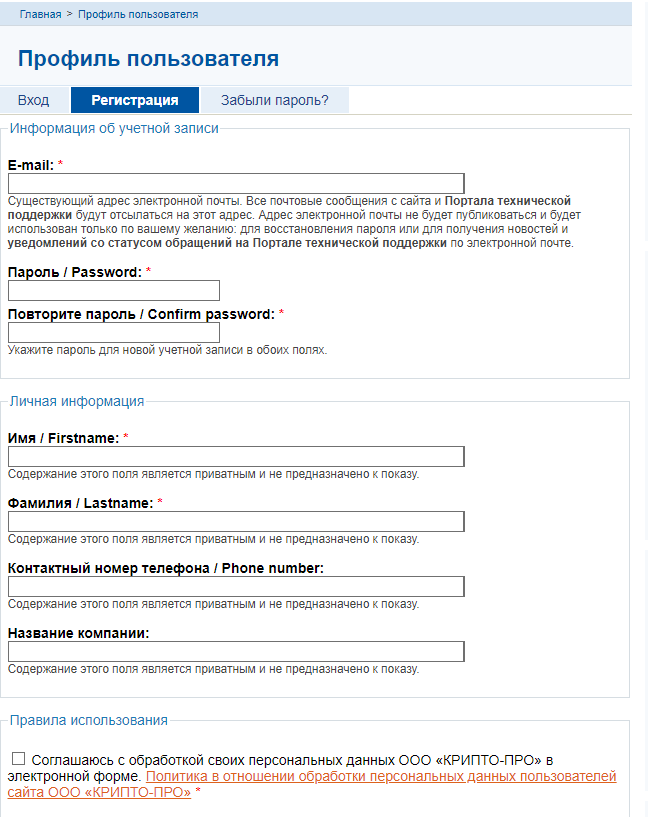 Главная > Профиль пользователя
Профиль пользователя
Вход Регистрация Забыли пароль?
Информация об учетной записи
E-mail: *
Существующий адрес электронной почты. Все почтовые сообщения с сайта и Портала технической
поддержки будут отсылаться на этот адрес. Адрес электронной почты не будет публиковаться и будет
использован только по вашему желанию: для восстановления пароля или для получения новостей и
уведомлений со статусом обращений на Портале технической поддержки по электронной почте.
Пароль / Password: *
Повторите пароль / Confirm password: *
Укажите пароль для новой учетной записи в обоих полях.
Личная информация
Имя / Firstname: *
Содержание этого поля является приватным и не предназначено к показу.
Фамилия / Lastname: *
Содержание этого поля является приватным и не предназначено к показу.
Контактный номер телефона / Phone number:
Содержание этого поля является приватным и не предназначено к показу.
Название компании:
Содержание этого поля является приватным и не предназначено к показу.
Правила использования
Соглашаюсь с обработкой своих персональных данных ООО «КРИПТО-ПРО» в
электронной форме. Политика в отношении обработки персональных данных пользователей
сайта ООО «КРИПТО-ПРО» *